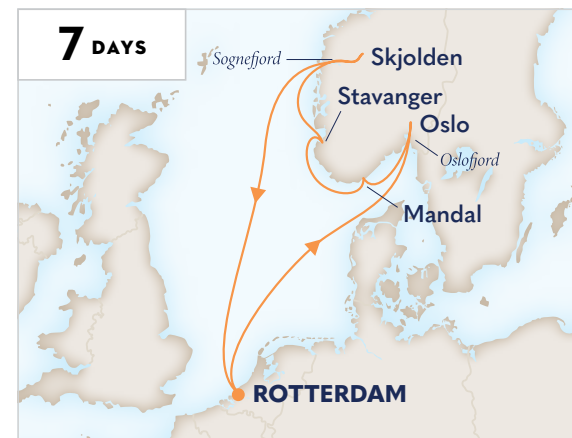 7 DAYS
Sognefjord
Skjolden
Stavanger
Oslo
Oslofjord
Mandal
ROTTERDAM